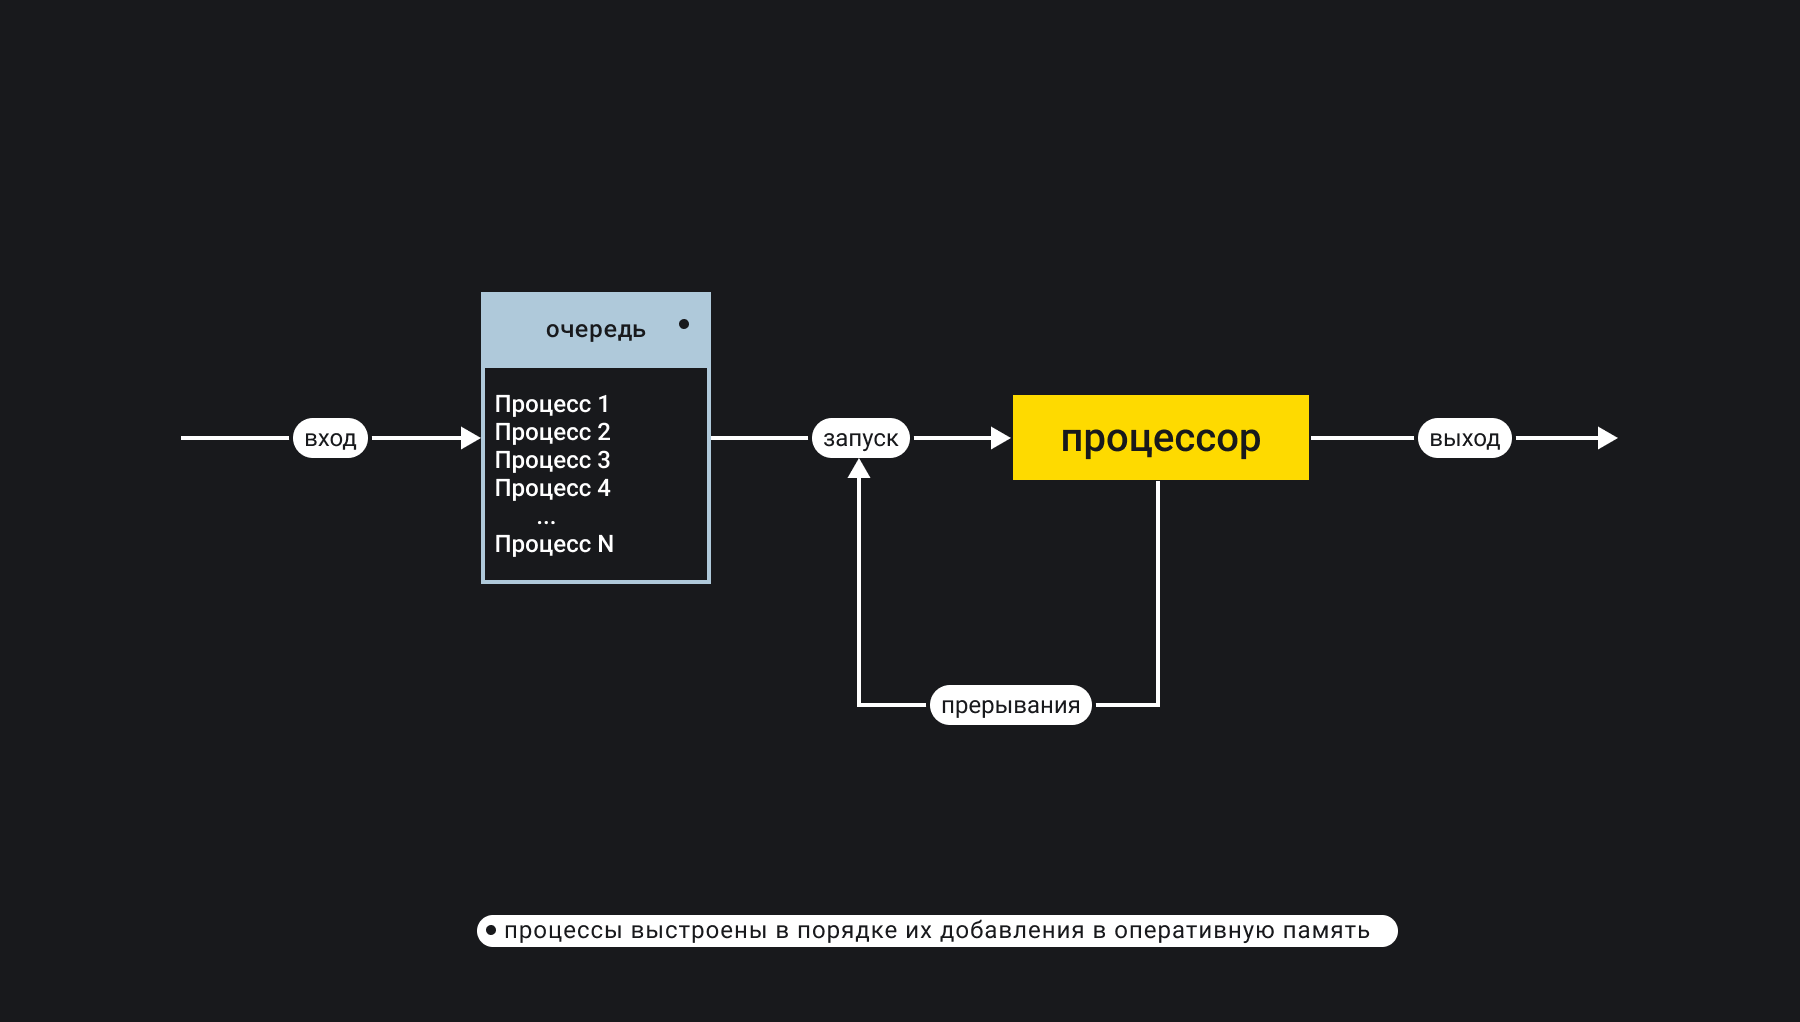 очередь •
Процесс 1
Процесс 2
Процесс 3
Процесс 4
...
Процесс N
вход
запуск
процессор
выход
прерывания
• процессы выстроены в порядке их добавления в оперативную память